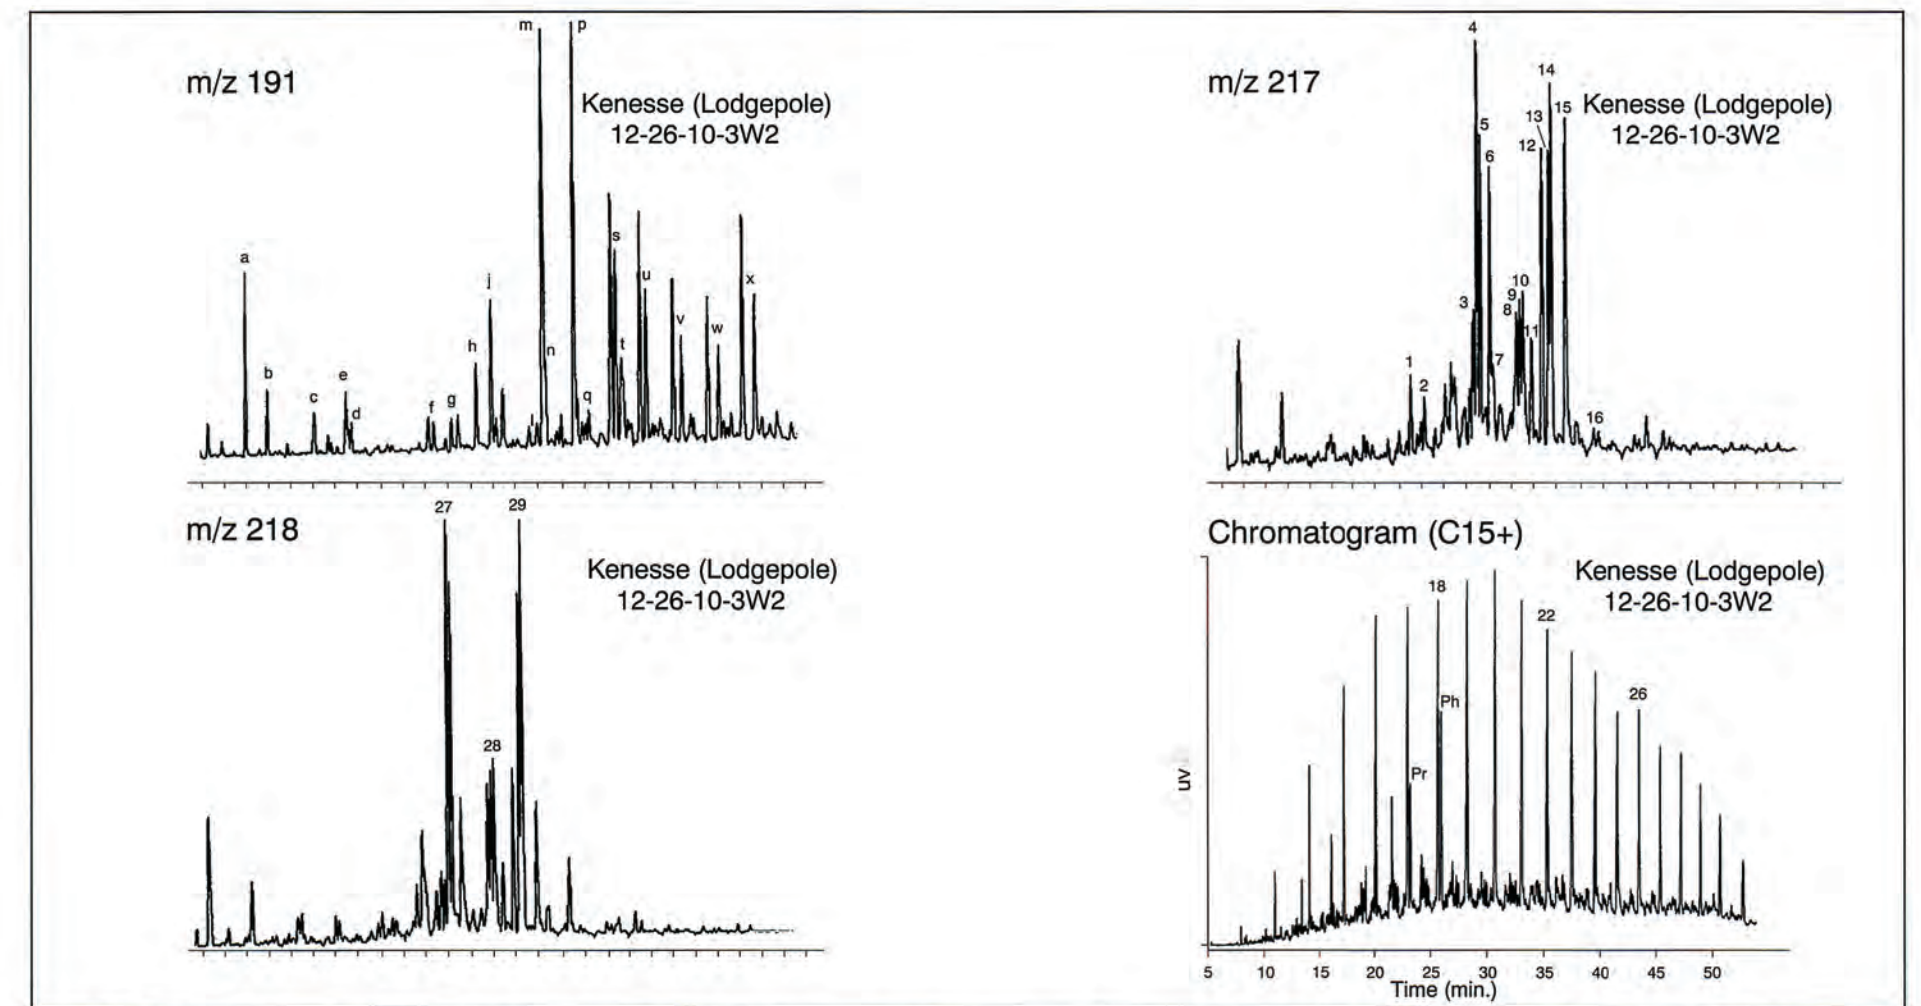 m/z 191
Kenesse (Lodgepole)
12-26-10-3W2
a
b
c
e
d
f
g
h
j
m
n
p
q
s
t
u
v
w
x
m/z 217
Kenesse (Lodgepole)
12-26-10-3W2
1
2
3
4
5
6
7
8
9
10
11
12
13
14
15
16
m/z 218
Kenesse (Lodgepole)
12-26-10-3W2
27
28
29
Chromatogram (C15+)
Kenesse (Lodgepole)
12-26-10-3W2
uv
18
22
26
Ph
Pr
5 10 15 20 25 30 35 40 45 50
Time (min.)